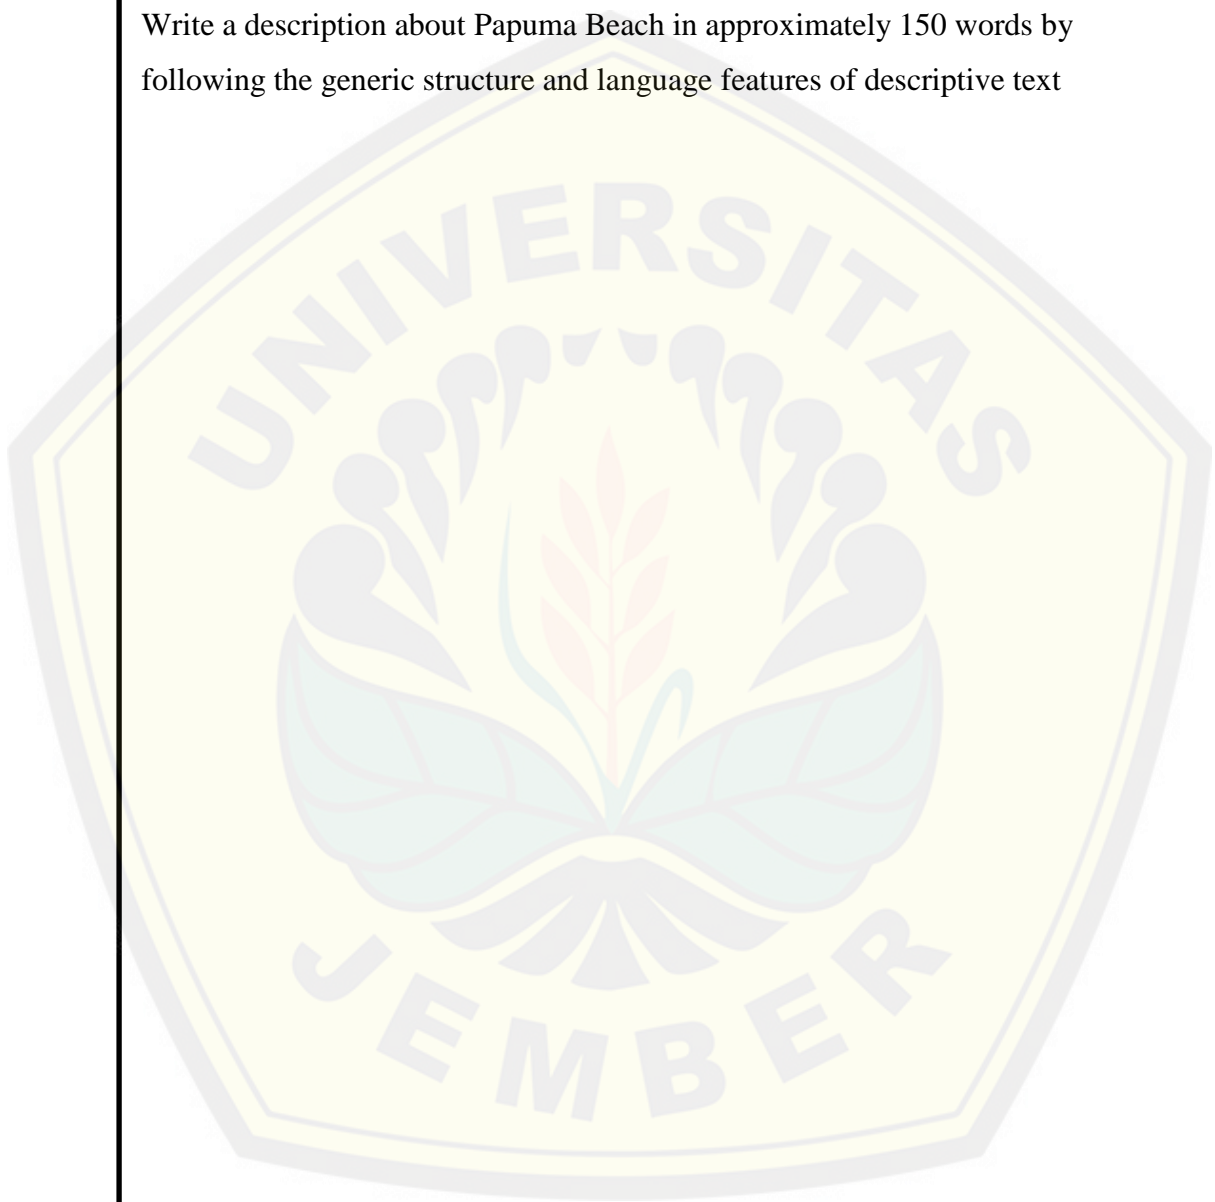 Write a description about Papuma Beach in approximately 150 words by
following the generic structure and language features of descriptive text
UNIVERSITAS
JEMBER